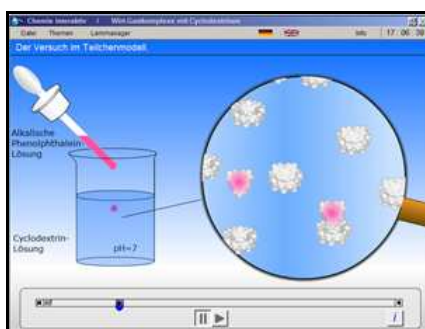 Chemie Interaktiv / Wirt-Gastkomplexe mit Cyclodextrinen
Datei Themen Lernmanager Info 17:06
Der Versuch im Teilchenmodell.
Alkalische-
Phenolphthalein-
Lösung
Cyclodextrin-
Lösung
pH=7
i